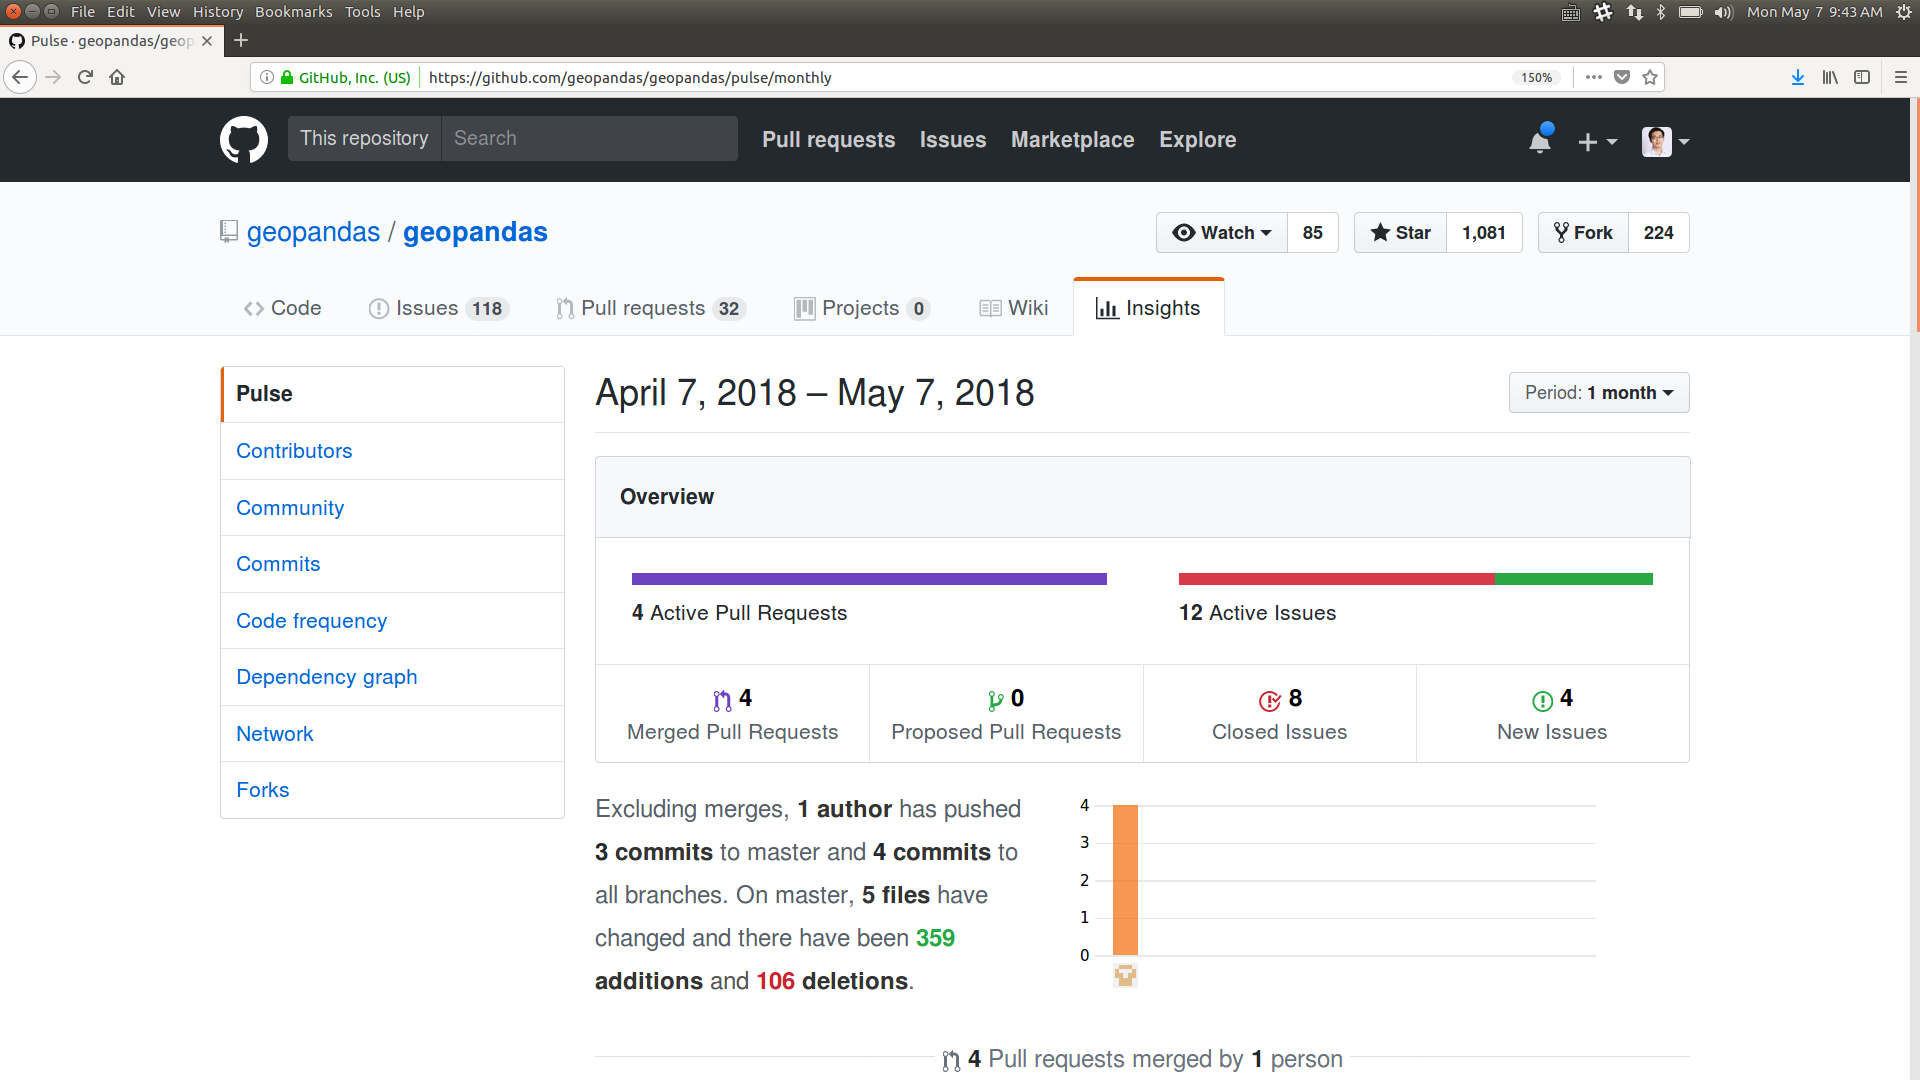 File Edit View History Bookmarks Tools Help
Mon May 7 9:43 AM
Pulse · geopandas/geop
GitHub, Inc. (US) https://github.com/geopandas/geopandas/pulse/monthly 150%
This repository Search Pull requests Issues Marketplace Explore
geopandas / geopandas
Watch 85 Star 1,081 Fork 224
Code Issues 118 Pull requests 32 Projects 0 Wiki Insights
Pulse
Contributors
Community
Commits
Code frequency
Dependency graph
Network
Forks
April 7, 2018 – May 7, 2018
Period: 1 month
Overview
4 Active Pull Requests
12 Active Issues
4
Merged Pull Requests
0
Proposed Pull Requests
8
Closed Issues
4
New Issues
Excluding merges, 1 author has pushed
3 commits to master and 4 commits to
all branches. On master, 5 files have
changed and there have been 359
additions and 106 deletions.
4
3
2
1
0
4 Pull requests merged by 1 person